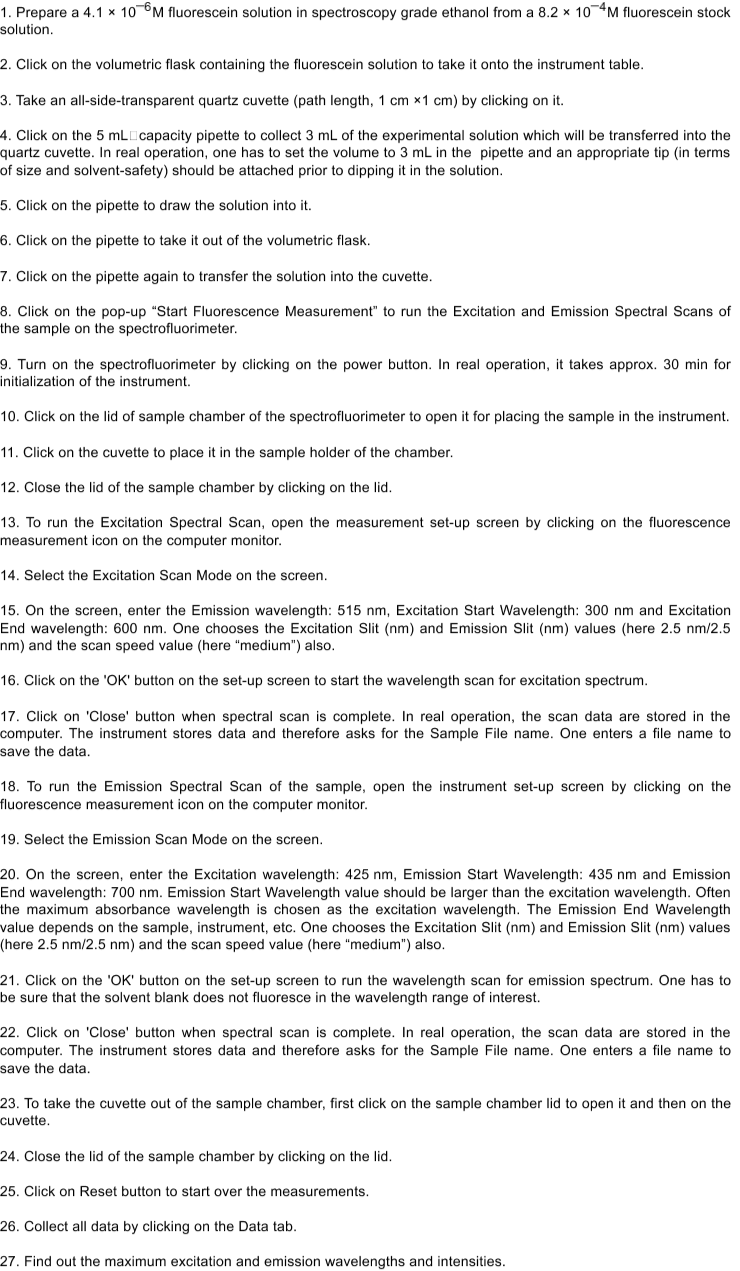 1. Prepare a 4.1 × 10⁻⁶M fluorescein solution in spectroscopy grade ethanol from a 8.2 × 10⁻⁴M fluorescein stock
solution.
2. Click on the volumetric flask containing the fluorescein solution to take it onto the instrument table.
3. Take an all-side-transparent quartz cuvette (path length, 1 cm ×1 cm) by clicking on it.
4. Click on the 5 mL□capacity pipette to collect 3 mL of the experimental solution which will be transferred into the
quartz cuvette. In real operation, one has to set the volume to 3 mL in the pipette and an appropriate tip (in terms
of size and solvent-safety) should be attached prior to dipping it in the solution.
5. Click on the pipette to draw the solution into it.
6. Click on the pipette to take it out of the volumetric flask.
7. Click on the pipette again to transfer the solution into the cuvette.
8. Click on the pop-up “Start Fluorescence Measurement” to run the Excitation and Emission Spectral Scans of
the sample on the spectrofluorimeter.
9. Turn on the spectrofluorimeter by clicking on the power button. In real operation, it takes approx. 30 min for
initialization of the instrument.
10. Click on the lid of sample chamber of the spectrofluorimeter to open it for placing the sample in the instrument.
11. Click on the cuvette to place it in the sample holder of the chamber.
12. Close the lid of the sample chamber by clicking on the lid.
13. To run the Excitation Spectral Scan, open the measurement set-up screen by clicking on the fluorescence
measurement icon on the computer monitor.
14. Select the Excitation Scan Mode on the screen.
15. On the screen, enter the Emission wavelength: 515 nm, Excitation Start Wavelength: 300 nm and Excitation
End wavelength: 600 nm. One chooses the Excitation Slit (nm) and Emission Slit (nm) values (here 2.5 nm/2.5
nm) and the scan speed value (here “medium”) also.
16. Click on the 'OK' button on the set-up screen to start the wavelength scan for excitation spectrum.
17. Click on 'Close' button when spectral scan is complete. In real operation, the scan data are stored in the
computer. The instrument stores data and therefore asks for the Sample File name. One enters a file name to
save the data.
18. To run the Emission Spectral Scan of the sample, open the instrument set-up screen by clicking on the
fluorescence measurement icon on the computer monitor.
19. Select the Emission Scan Mode on the screen.
20. On the screen, enter the Excitation wavelength: 425 nm, Emission Start Wavelength: 435 nm and Emission
End wavelength: 700 nm. Emission Start Wavelength value should be larger than the excitation wavelength. Often
the maximum absorbance wavelength is chosen as the excitation wavelength. The Emission End Wavelength
value depends on the sample, instrument, etc. One chooses the Excitation Slit (nm) and Emission Slit (nm) values
(here 2.5 nm/2.5 nm) and the scan speed value (here “medium”) also.
21. Click on the 'OK' button on the set-up screen to run the wavelength scan for emission spectrum. One has to
be sure that the solvent blank does not fluoresce in the wavelength range of interest.
22. Click on 'Close' button when spectral scan is complete. In real operation, the scan data are stored in the
computer. The instrument stores data and therefore asks for the Sample File name. One enters a file name to
save the data.
23. To take the cuvette out of the sample chamber, first click on the sample chamber lid to open it and then on the
cuvette.
24. Close the lid of the sample chamber by clicking on the lid.
25. Click on Reset button to start over the measurements.
26. Collect all data by clicking on the Data tab.
27. Find out the maximum excitation and emission wavelengths and intensities.